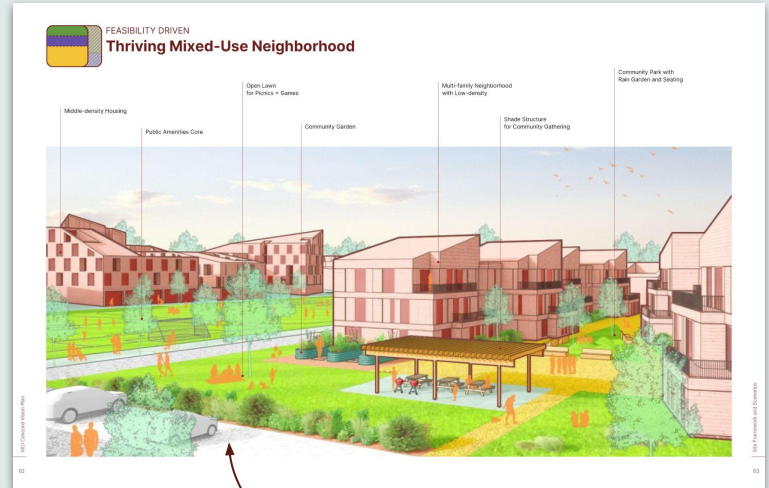 FEASIBILITY DRIVEN
Thriving Mixed-Use Neighborhood
Community Park with
Rain Garden and Seating
Open Lawn
for Picnics + Games
Multi-family Neighborhood
with Low-density
Middle-density Housing
Public Amenities Core
Community Garden
Shade Structure
for Community Gathering
MCI Concord Vision Plan
Site Framework and Scenarios
62
63